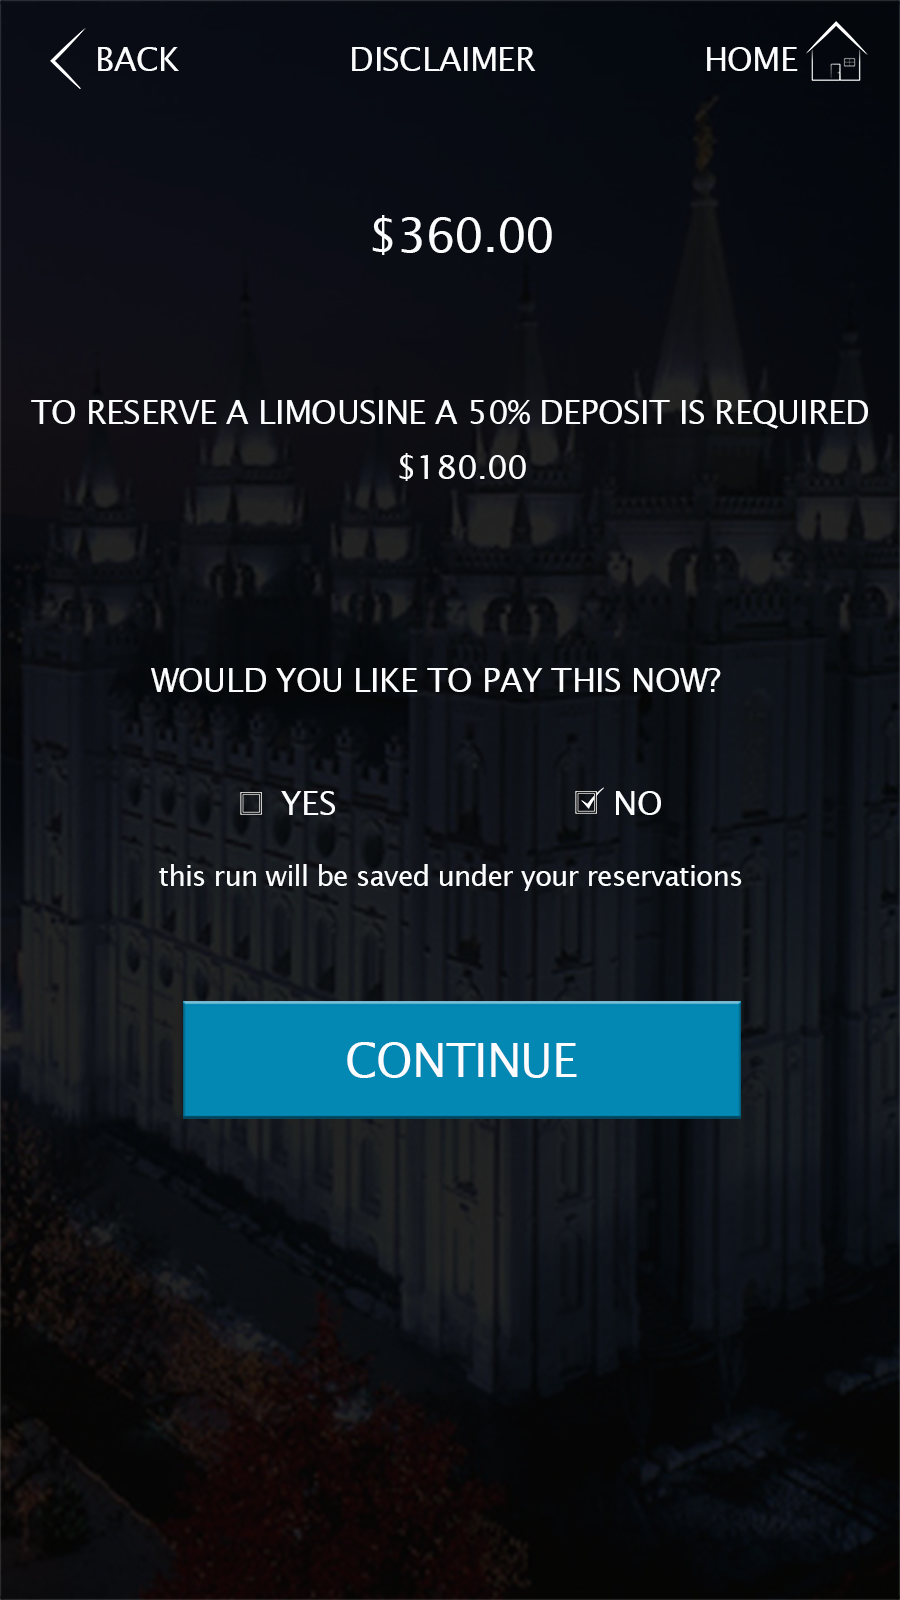 BACK DISCLAIMER HOME
$360.00
TO RESERVE A LIMOUSINE A 50% DEPOSIT IS REQUIRED
$180.00
WOULD YOU LIKE TO PAY THIS NOW?
YES NO
this run will be saved under your reservations
CONTINUE